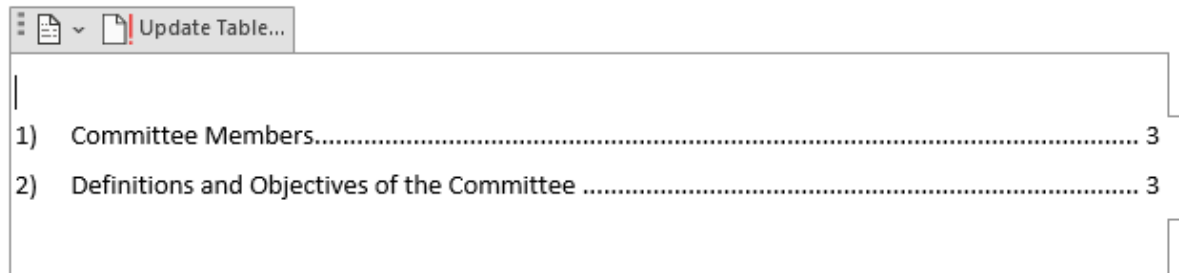 Update Table...
1) Committee Members........................................................................................................................ 3
2) Definitions and Objectives of the Committee ................................................................................ 3